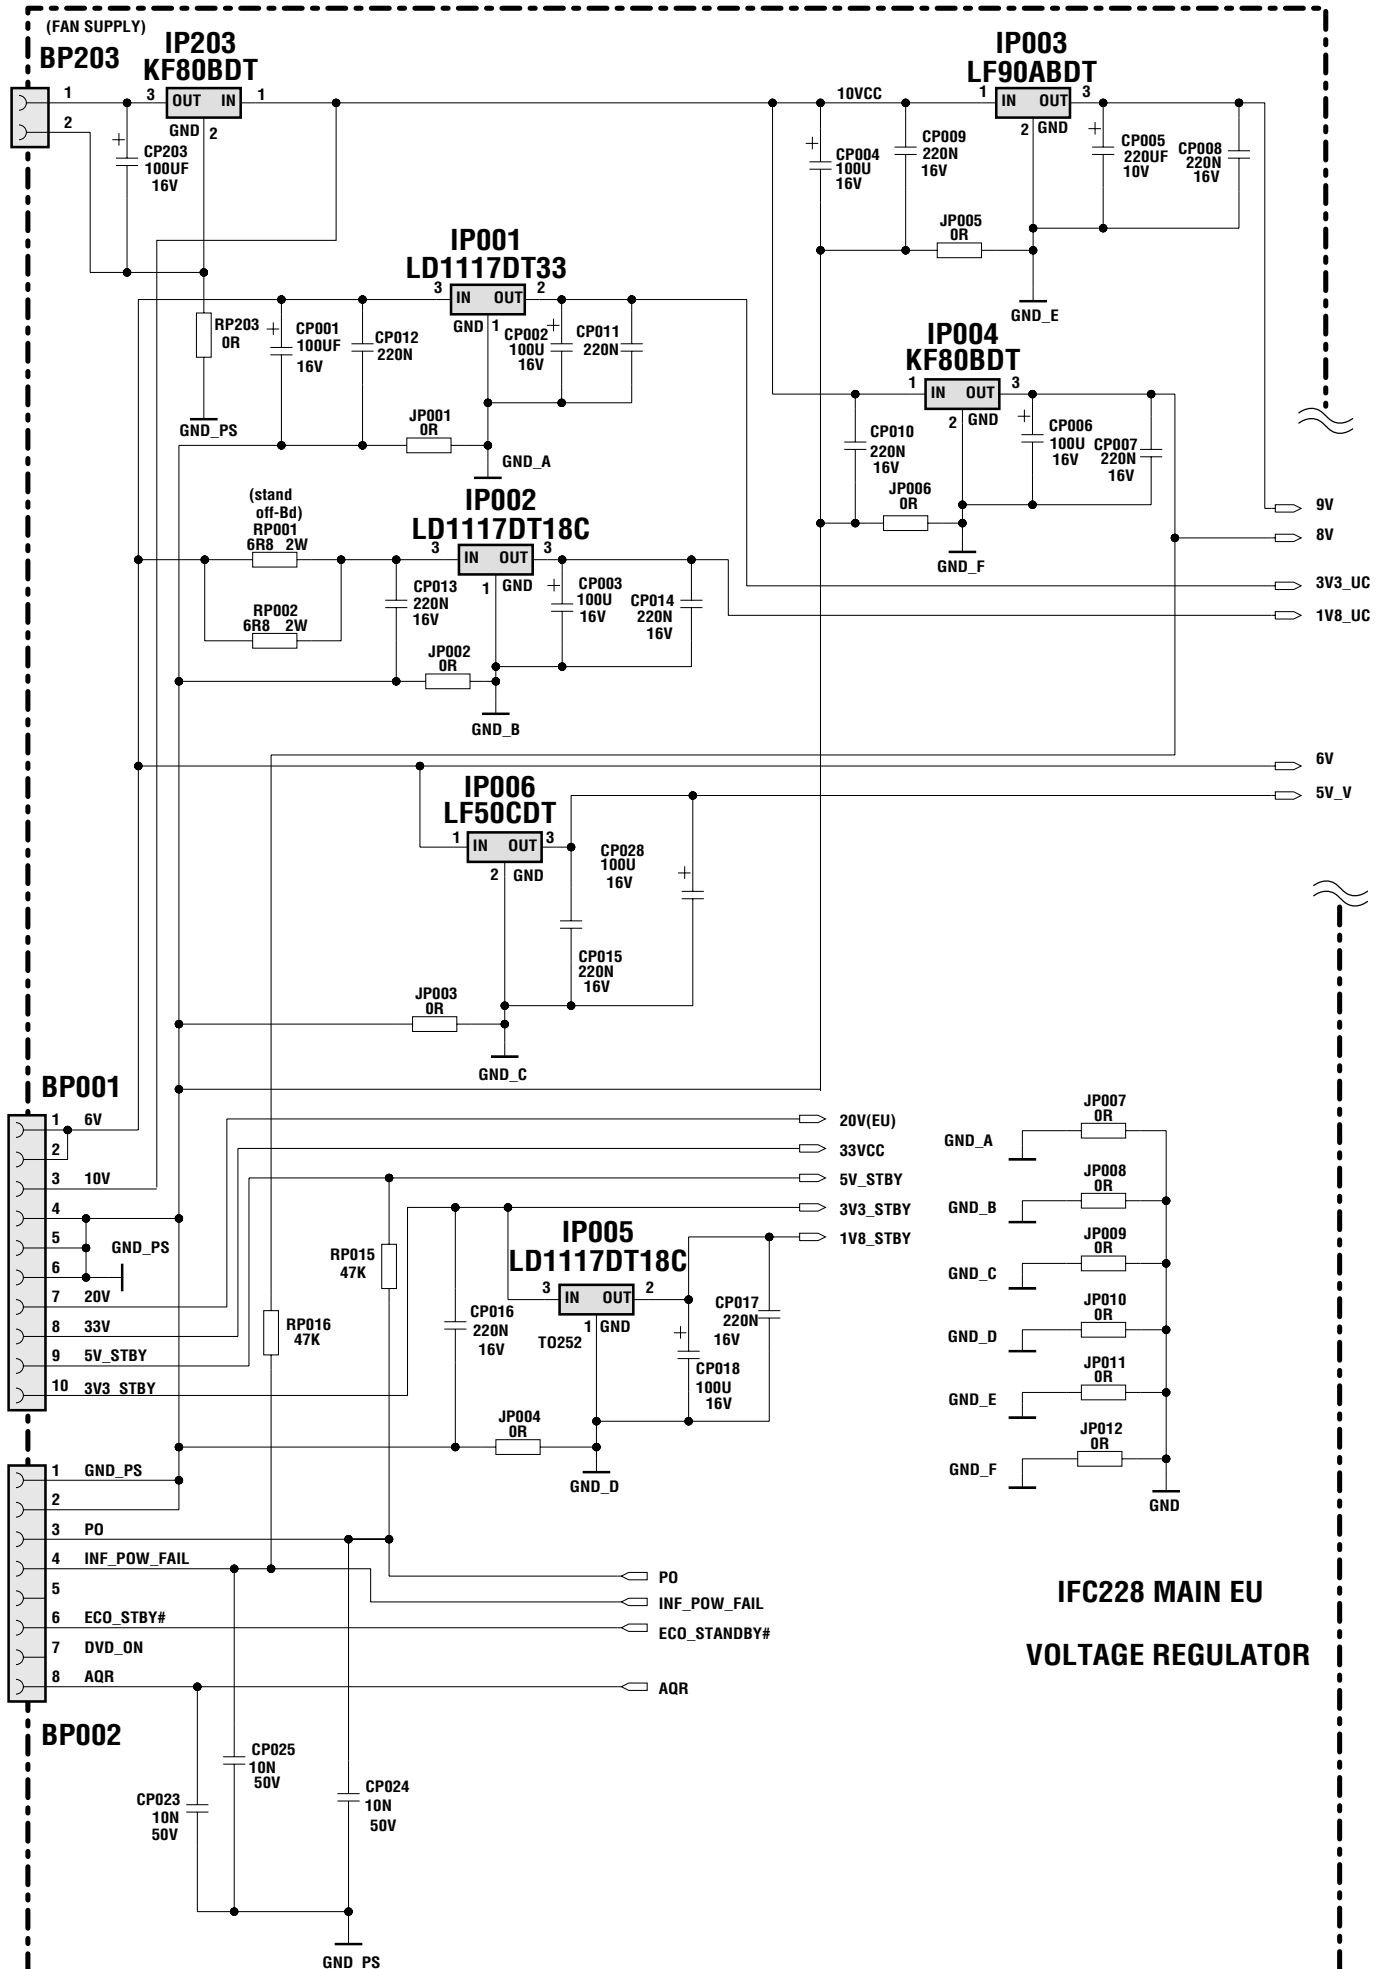 (FAN SUPPLY)
BP203
1
2
IP203
KF80BDT
3
OUT IN
1
GND
2
CP203
100UF
16V
RP203
0R
GND_PS
IP003
LF90ABDT
10VCC
1
IN OUT
3
2
GND
CP004
100U
16V
CP009
220N
16V
CP005
220UF
10V
CP008
220N
16V
JP005
0R
GND_E
IP001
LD1117DT33
3
IN OUT
2
GND
1
CP001
100UF
16V
CP012
220N
CP002
100U
16V
CP011
220N
JP001
0R
GND_A
IP004
KF80BDT
1
IN OUT
3
2
GND
CP010
220N
16V
CP006
100U
16V
CP007
220N
16V
JP006
0R
GND_F
(stand
off-Bd)
RP001
6R8 2W
RP002
6R8 2W
IP002
LD1117DT18C
3
IN OUT
3
1
GND
CP013
220N
16V
CP003
100U
16V
CP014
220N
16V
JP002
0R
GND_B
9V
8V
3V3_UC
1V8_UC
6V
5V_V
IP006
LF50CDT
1
IN OUT
3
2
GND
CP028
100U
16V
CP015
220N
16V
JP003
0R
GND_C
BP001
1 6V
2
3 10V
4
5
GND_PS
6
7 20V
8 33V
9 5V_STBY
10 3V3_STBY
20V(EU)
33VCC
5V_STBY
3V3_STBY
1V8_STBY
RP015
47K
RP016
47K
IP005
LD1117DT18C
3
IN OUT
2
1 GND
TO252
CP016
220N
16V
CP017
220N
16V
CP018
100U
16V
JP004
0R
GND_D
JP007
0R
GND_A
JP008
0R
GND_B
JP009
0R
GND_C
JP010
0R
GND_D
JP011
0R
GND_E
JP012
0R
GND_F
GND
1 GND_PS
2
3 PO
4 INF_POW_FAIL
5
6 ECO_STBY#
7 DVD_ON
8 AQR
BP002
PO
INF_POW_FAIL
ECO_STANDBY#
AQR
CP025
10N
50V
CP023
10N
50V
CP024
10N
50V
GND_PS
IFC228 MAIN EU
VOLTAGE REGULATOR